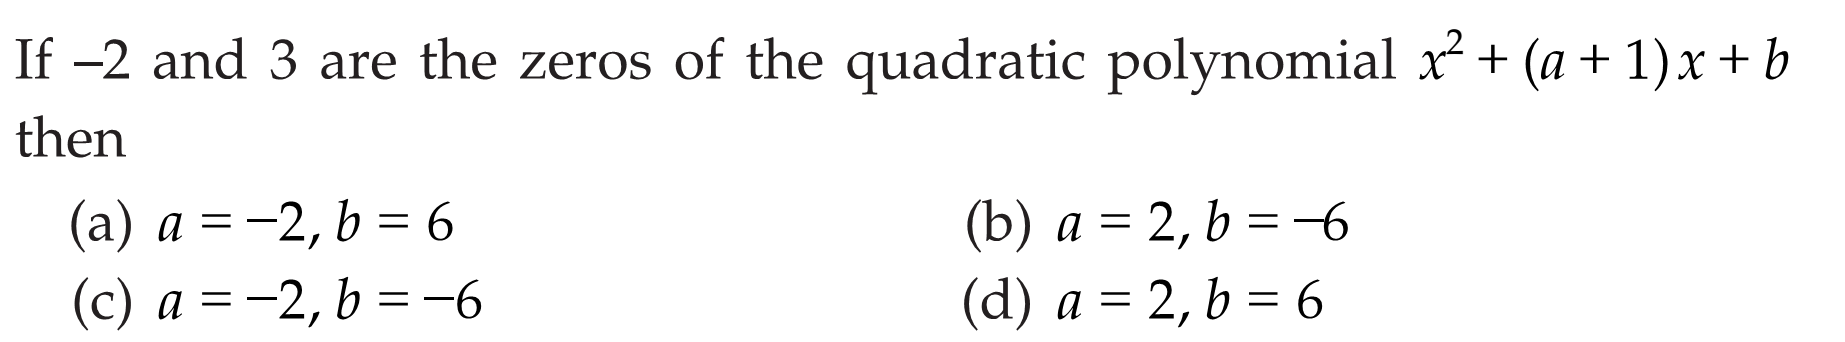 If –2 and 3 are the zeros of the quadratic polynomial x² + (a + 1)x + b
then
(a) a = −2, b = 6 (b) a = 2, b = −6
(c) a = −2, b = −6 (d) a = 2, b = 6